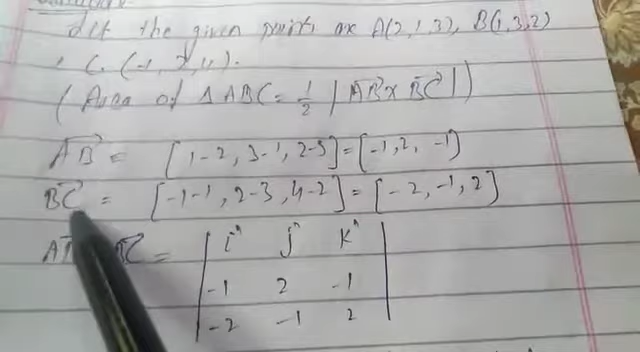 Let the given points are A(2,1,3), B(1,3,2)
, C (-1, 2, 4).
(Area of △ABC = 1/2 |AB→ × BC→|)
AB→ = [1-2, 3-1, 2-3] = [-1, 2, -1]
BC→ = [-1-1, 2-3, 4-2] = [-2, -1, 2]
= | i^ j^ k^
-1 2 -1
-2 -1 2 |